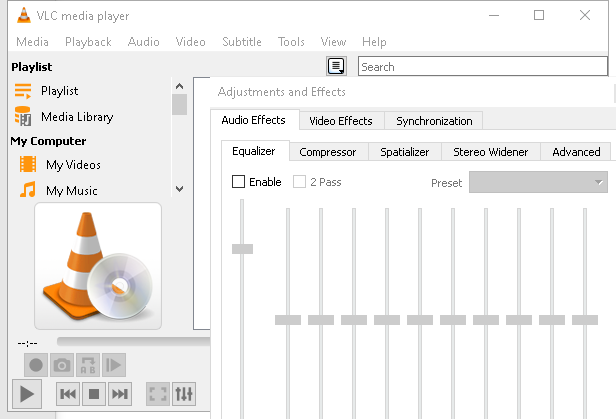 VLC media player
Media Playback Audio Video Subtitle Tools View Help
Playlist
Search
Playlist
Media Library
My Computer
My Videos
My Music
--:--
A B
Adjustments and Effects
Audio Effects Video Effects Synchronization
Equalizer Compressor Spatializer Stereo Widener Advanced
Enable 2 Pass Preset